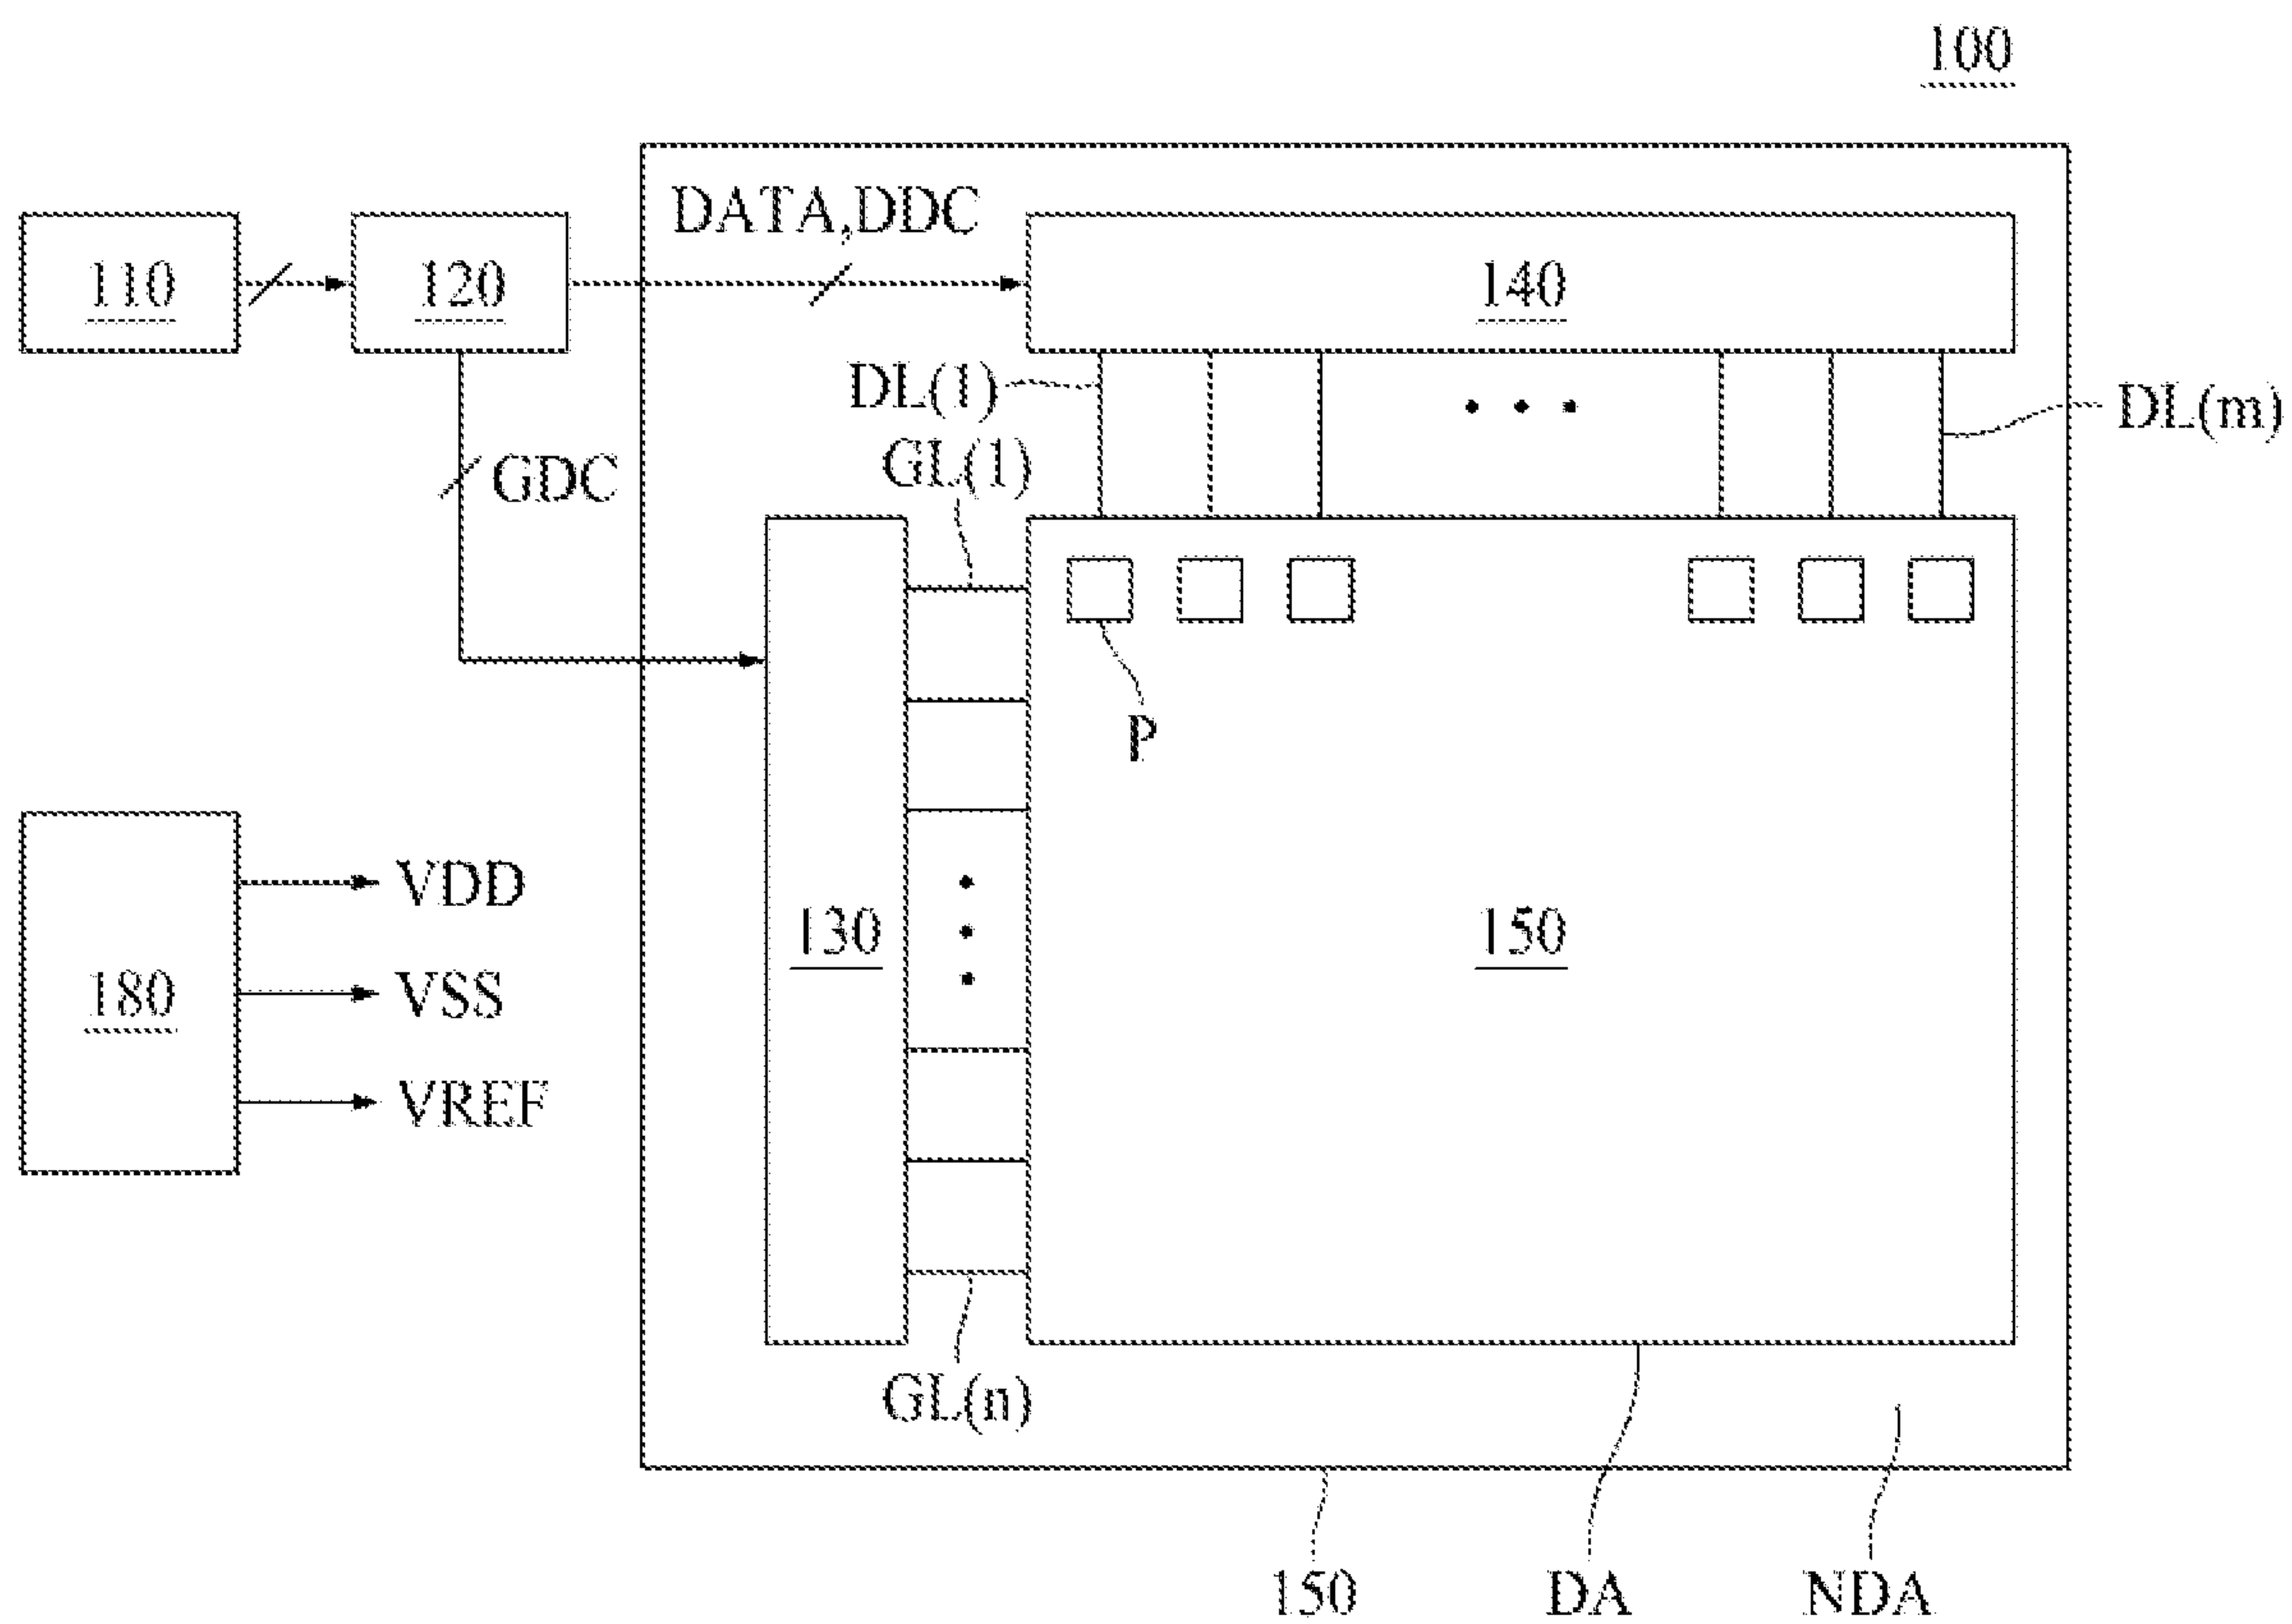 100
DATA,DDC
110
120
140
DL(1)
DL(m)
GL(1)
GDC
P
VDD
130
150
180
VSS
VREF
GL(n)
150
DA
NDA